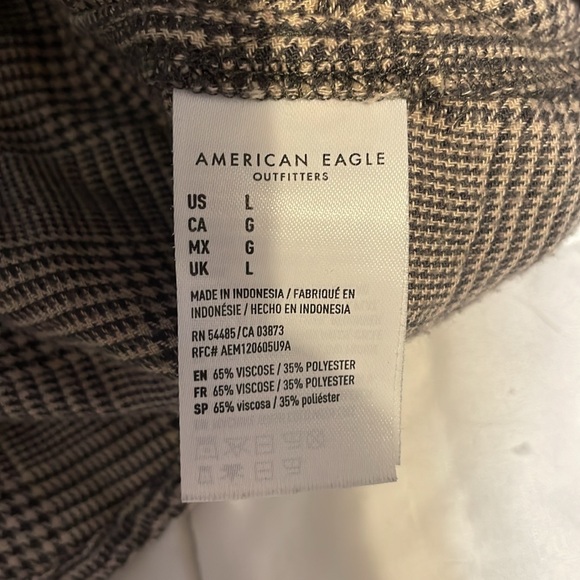 AMERICAN EAGLE
OUTFITTERS
US L
CA G
MX G
UK L
MADE IN INDONESIA / FABRIQUÉ EN
INDONÉSIE / HECHO EN INDONESIA
RN 54485/CA 03873
RFC# AEM120605U9A
EN 65% VISCOSE / 35% POLYESTER
FR 65% VISCOSE / 35% POLYESTER
SP 65% viscosa / 35% poliéster